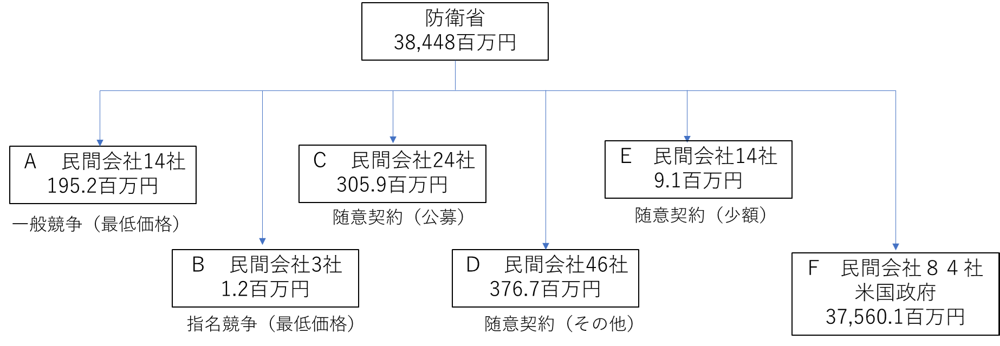 防衛省
38,448百万円
A　民間会社14社
195.2百万円
一般競争（最低価格）
B　民間会社3社
1.2百万円
指名競争（最低価格）
C　民間会社24社
305.9百万円
随意契約（公募）
D　民間会社46社
376.7百万円
随意契約（その他）
E　民間会社14社
9.1百万円
随意契約（少額）
F　民間会社８４社
米国政府
37,560.1百万円